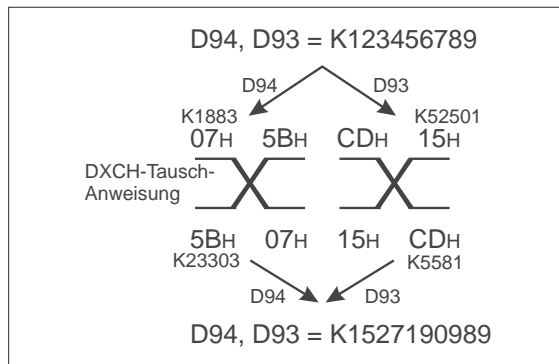 D94, D93 = K123456789
D94 D93
K1883 K52501
07H 5BH CDH 15H
DXCH-Tausch-
Anweisung
5BH 07H 15H CDH
K23303 K5581
D94 D93
D94, D93 = K1527190989